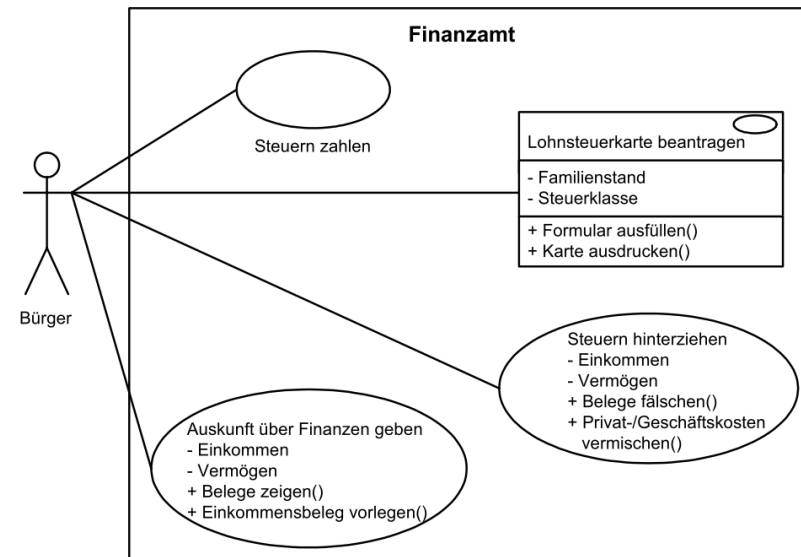 Finanzamt
Steuern zahlen
Lohnsteuerkarte beantragen
- Familienstand
- Steuerklasse
+ Formular ausfüllen()
+ Karte ausdrucken()
Bürger
Steuern hinterziehen
- Einkommen
- Vermögen
+ Belege fälschen()
+ Privat-/Geschäftskosten
vermischen()
Auskunft über Finanzen geben
- Einkommen
- Vermögen
+ Belege zeigen()
+ Einkommensbeleg vorlegen()